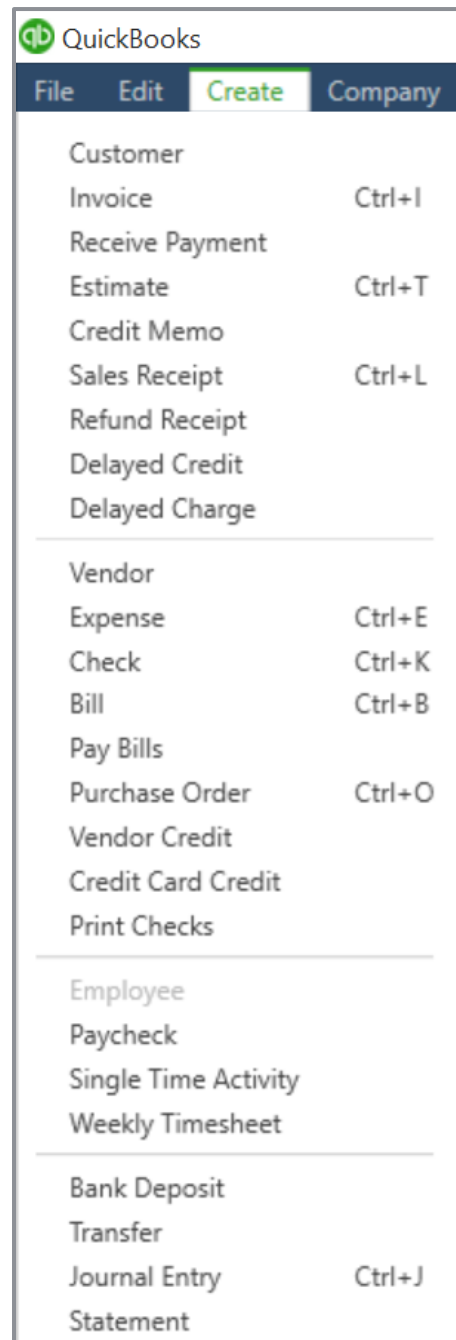 qb QuickBooks
File Edit Create Company
Customer
Invoice Ctrl+I
Receive Payment
Estimate Ctrl+T
Credit Memo
Sales Receipt Ctrl+L
Refund Receipt
Delayed Credit
Delayed Charge
Vendor
Expense Ctrl+E
Check Ctrl+K
Bill Ctrl+B
Pay Bills
Purchase Order Ctrl+O
Vendor Credit
Credit Card Credit
Print Checks
Employee
Paycheck
Single Time Activity
Weekly Timesheet
Bank Deposit
Transfer
Journal Entry Ctrl+J
Statement